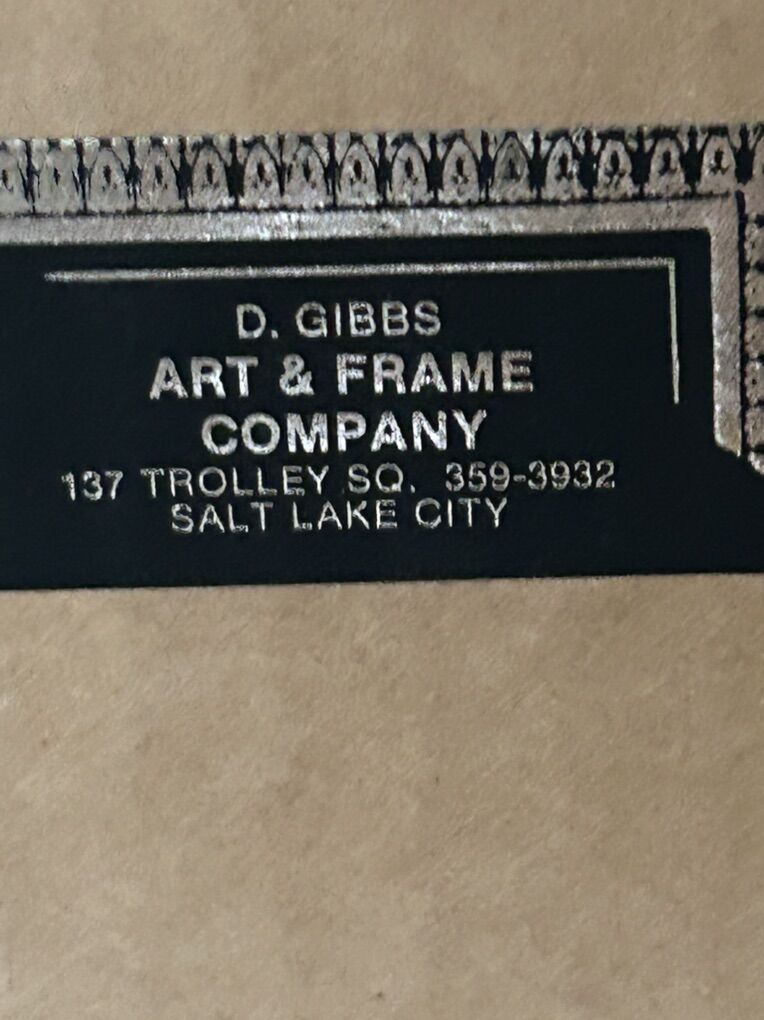 D. GIBBS
ART & FRAME
COMPANY
137 TROLLEY SQ. 359-3932
SALT LAKE CITY